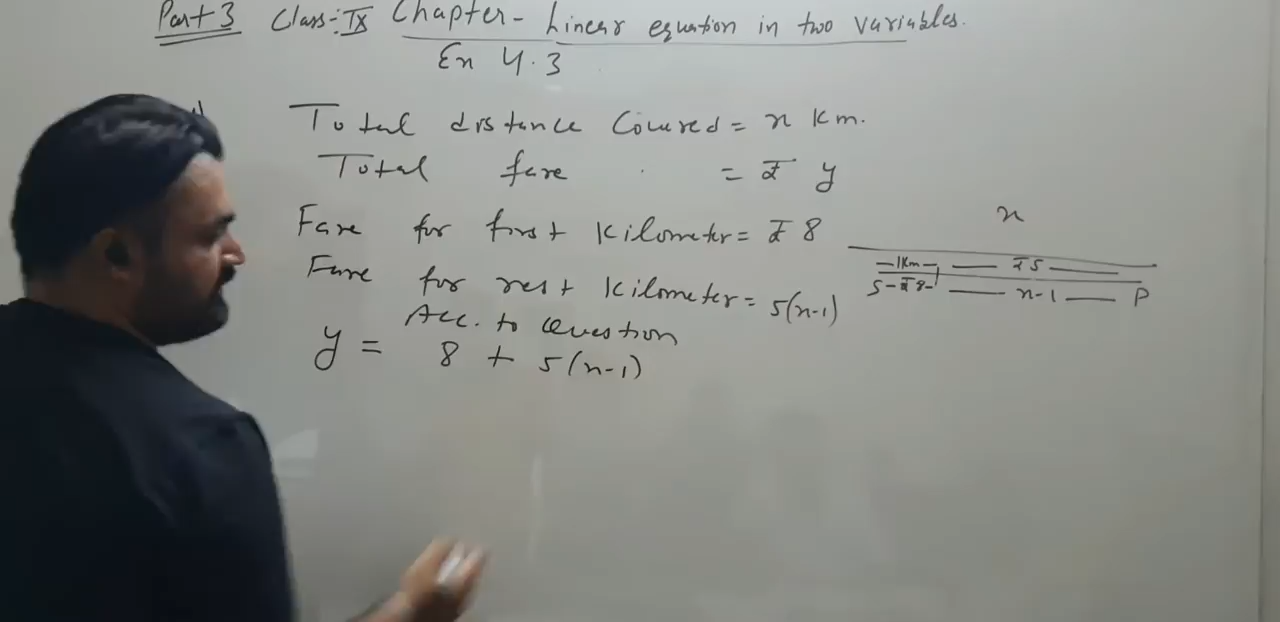 Part 3 Class:-IX Chapter- Linear equation in two variables.
Ex 4.3
Total distance Covered = x Km.
Total fare = ₹ y
Fare for first Kilometer = ₹ 8
Fare for rest Kilometer = 5(x-1)
Acc. to Question
y = 8 + 5(x-1)
x
1Km ₹5
5-₹8- x-1 P